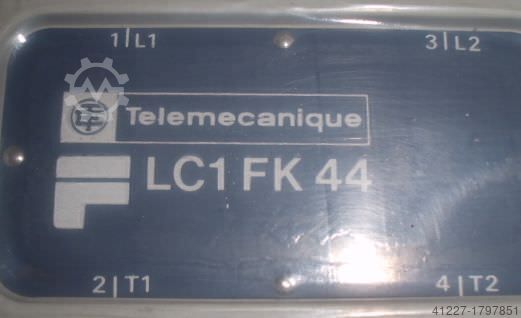 1|L1 3|L2
Telemecanique
LC1 FK 44
2|T1 4|T2
41227-1797851